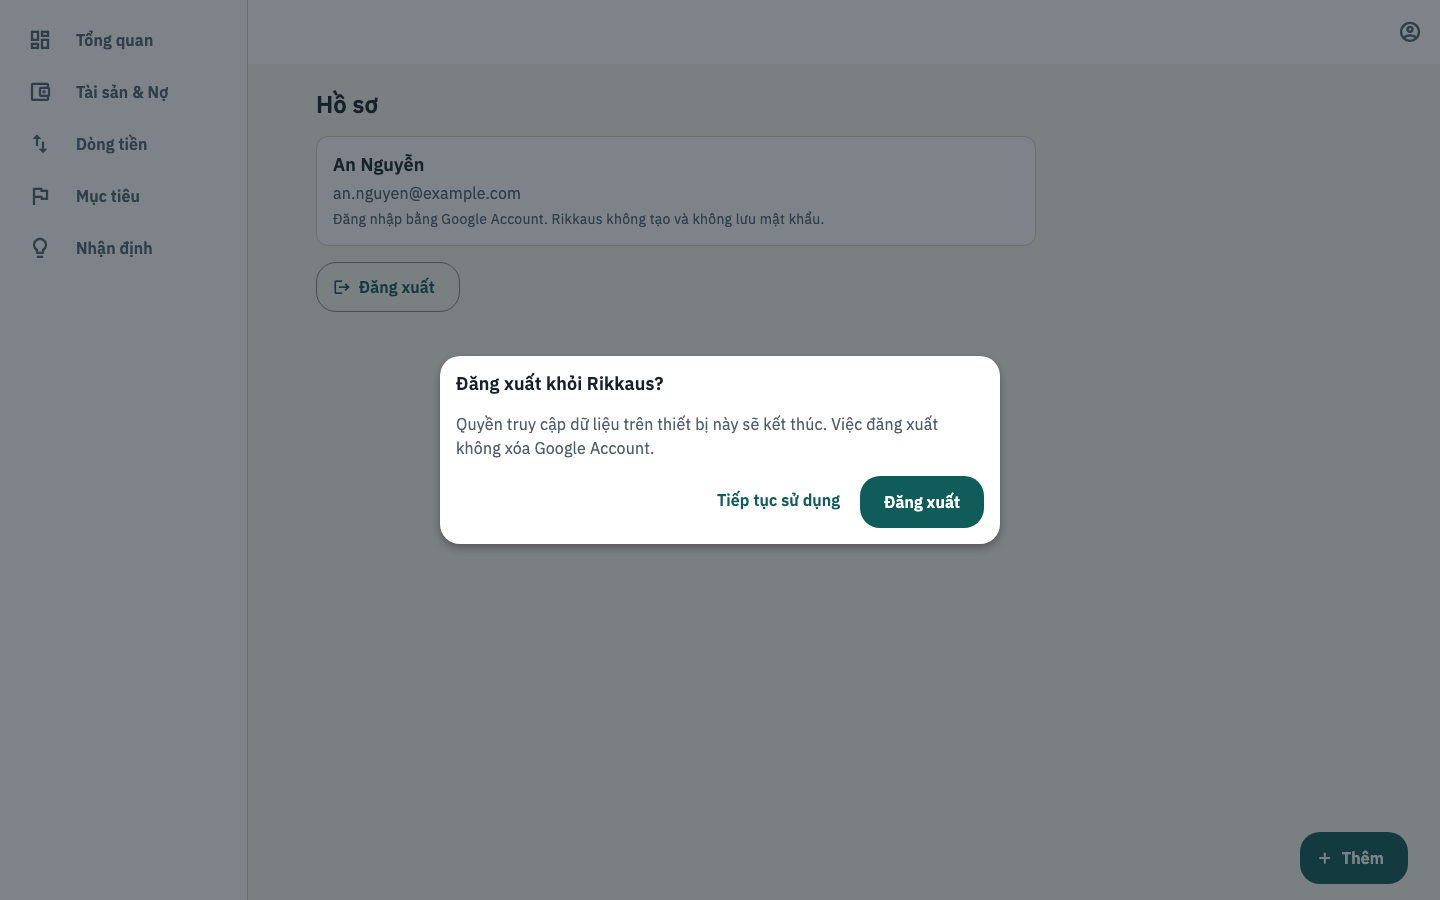 Tổng quan
Tài sản & Nợ
Dòng tiền
Mục tiêu
Nhận định
Hồ sơ
An Nguyễn
an.nguyen@example.com
Đăng nhập bằng Google Account. Rikkaus không tạo và không lưu mật khẩu.
Đăng xuất
Đăng xuất khỏi Rikkaus?
Quyền truy cập dữ liệu trên thiết bị này sẽ kết thúc. Việc đăng xuất
không xóa Google Account.
Tiếp tục sử dụng
Đăng xuất
+ Thêm